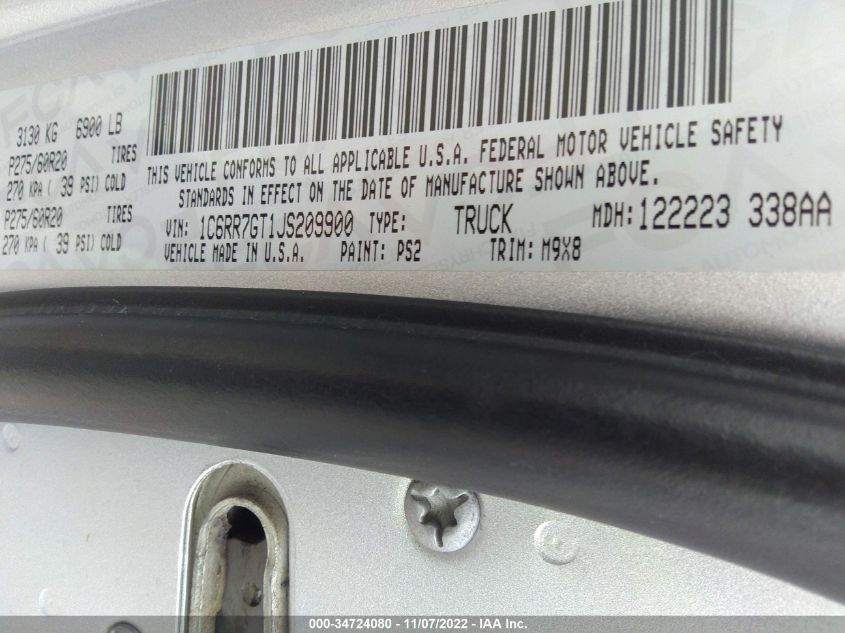 3130 KG 6900 LB
P275/60R20 TIRES
270 KPA ( 39 PSI) COLD
P275/60R20 TIRES
270 KPA ( 39 PSI) COLD
THIS VEHICLE CONFORMS TO ALL APPLICABLE U.S.A. FEDERAL MOTOR VEHICLE SAFETY
STANDARDS IN EFFECT ON THE DATE OF MANUFACTURE SHOWN ABOVE.
VIN: 1C6RR7GT1JS209900 TYPE: TRUCK MDH: 122223 338AA
VEHICLE MADE IN U.S.A. PAINT: PS2 TRIM: M9X8
000-34724080 - 11/07/2022 - IAA Inc.